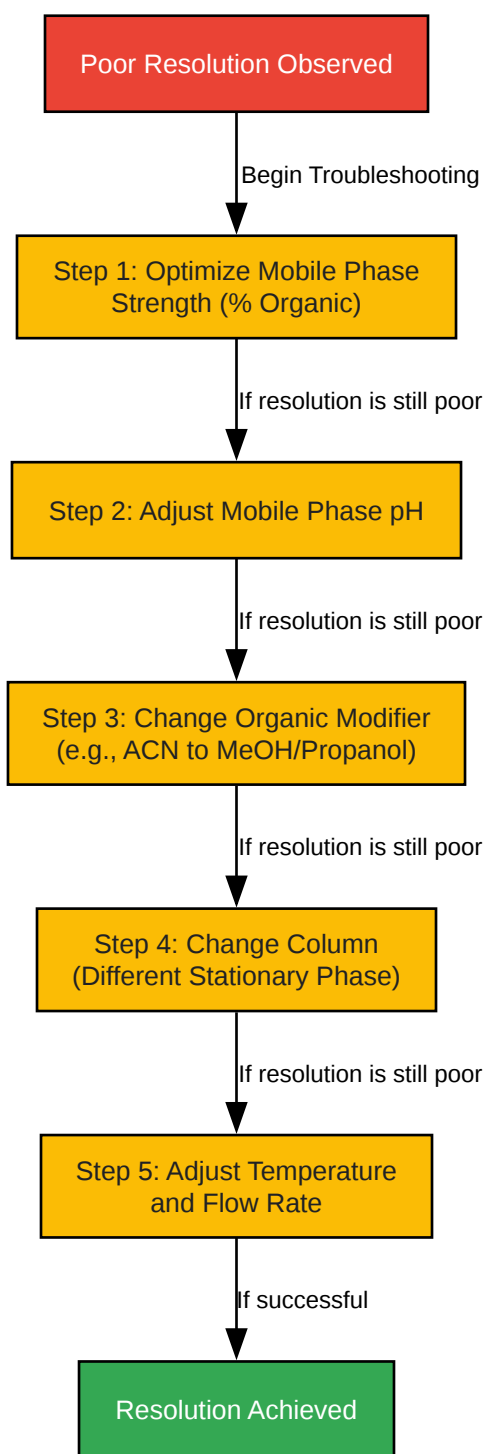 Poor Resolution Observed
Begin Troubleshooting
Step 1: Optimize Mobile Phase
Strength (% Organic)
If resolution is still poor
Step 2: Adjust Mobile Phase pH
If resolution is still poor
Step 3: Change Organic Modifier
(e.g., ACN to MeOH/Propanol)
If resolution is still poor
Step 4: Change Column
(Different Stationary Phase)
If resolution is still poor
Step 5: Adjust Temperature
and Flow Rate
If successful
Resolution Achieved